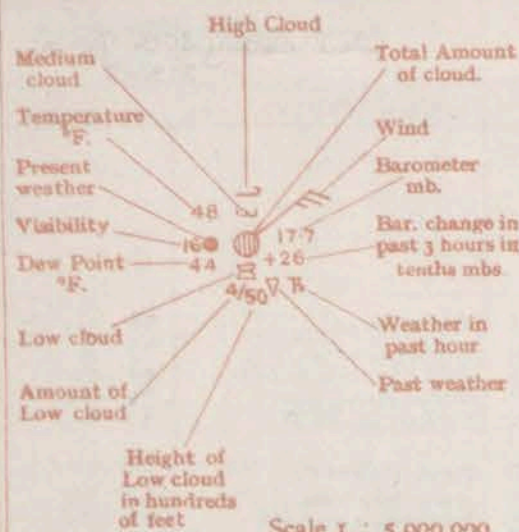 High Cloud
Medium
cloud
Total Amount
of cloud.
Temperature
°F.
Wind
Present
weather
Barometer
mb.
48
Visibility
16
17.7
Bar. change in
past 3 hours in
tenths mbs.
Dew Point
°F.
44
+26
4/50
Low cloud
Weather in
past hour
Past weather
Amount of
Low cloud
Height of
Low cloud
in hundreds
of feet
Scale 1 : 5,000,000